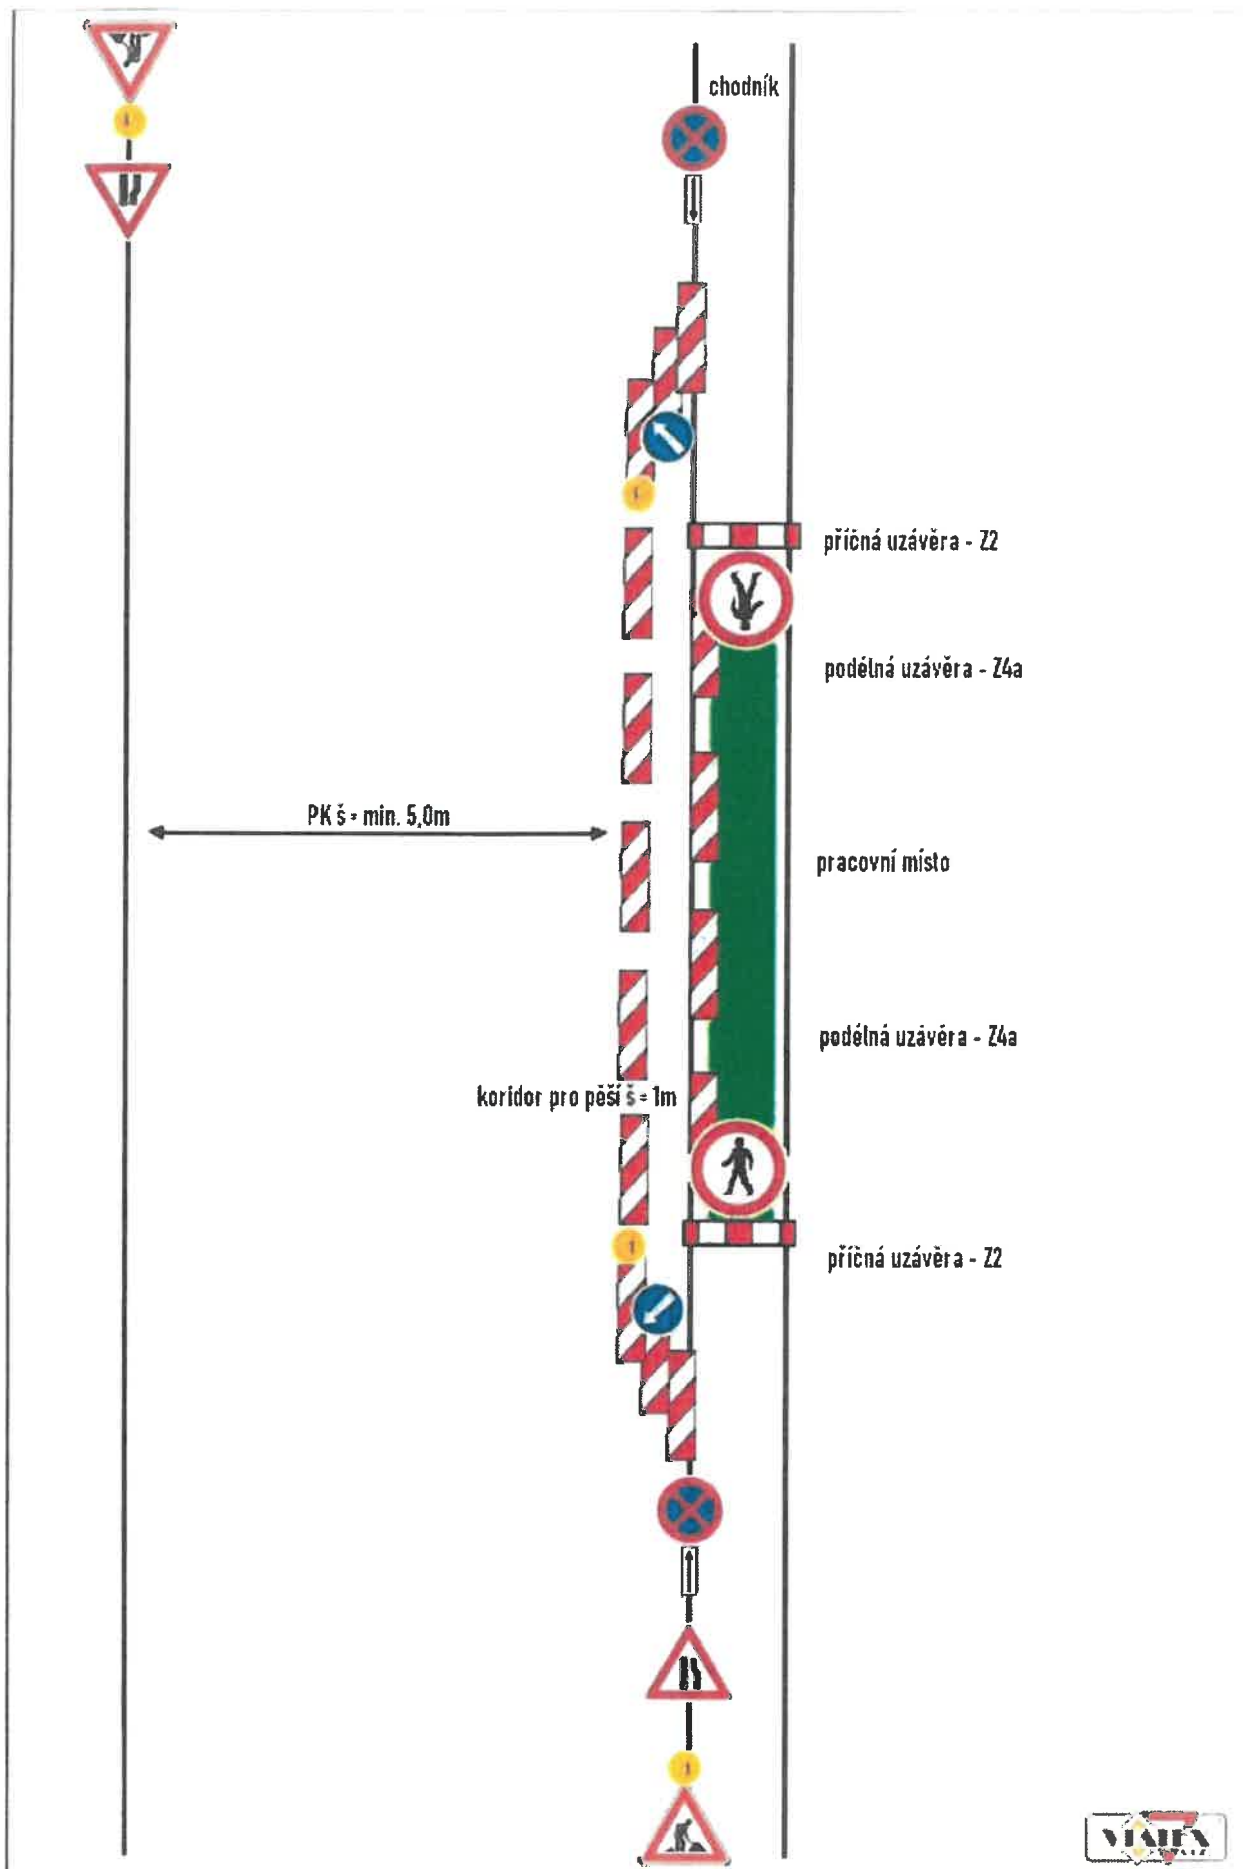 chodník
příčná uzávěra - Z2
podélná uzávěra - Z4a
PK š = min. 5,0m
pracovní místo
podélná uzávěra - Z4a
koridor pro pěší š = 1m
příčná uzávěra - Z2